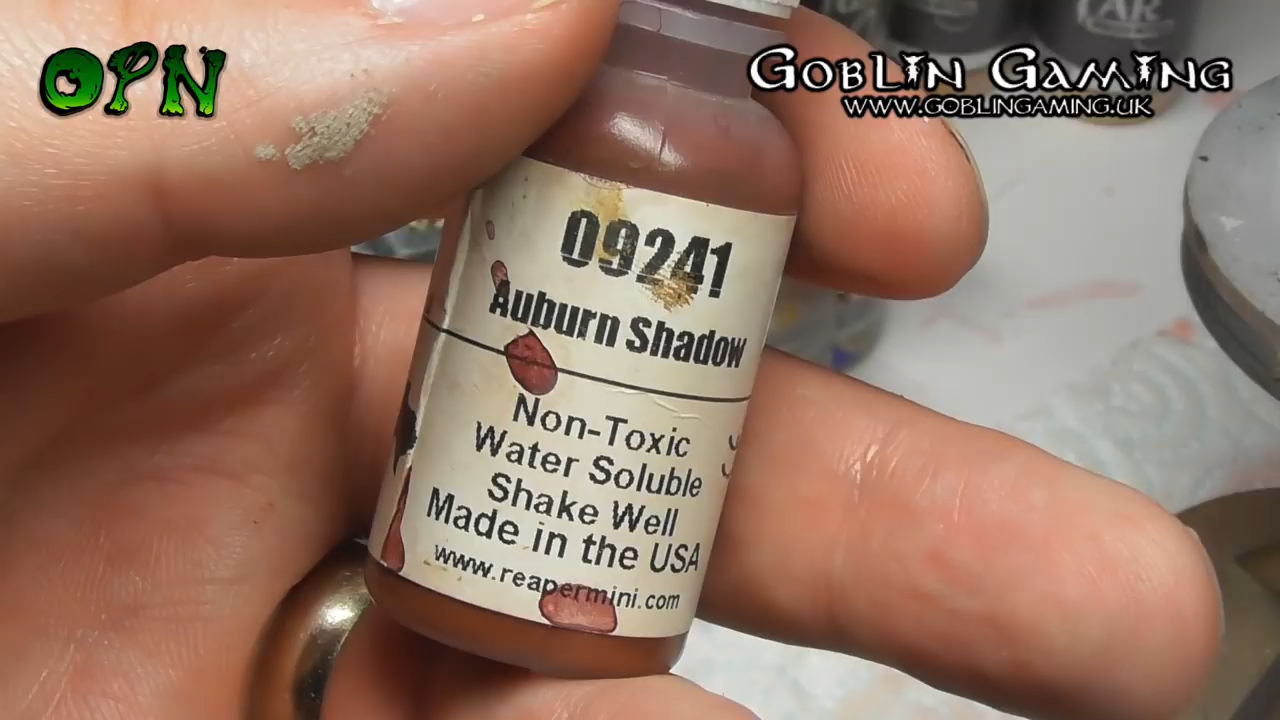 OPN
GOBLIN GAMING
WWW.GOBLINGAMING.UK
09241
Auburn Shadow
Non-Toxic
Water Soluble
Shake Well
Made in the USA
www.reapermini.com